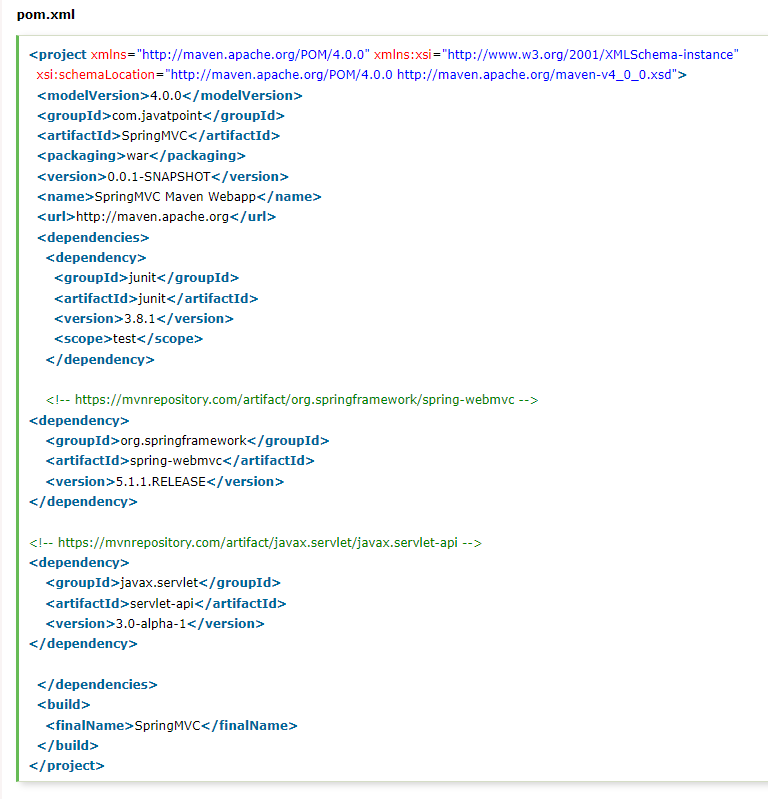 pom.xml
<project xmlns="http://maven.apache.org/POM/4.0.0" xmlns:xsi="http://www.w3.org/2001/XMLSchema-instance"
xsi:schemaLocation="http://maven.apache.org/POM/4.0.0 http://maven.apache.org/maven-v4_0_0.xsd">
<modelVersion>4.0.0</modelVersion>
<groupId>com.javatpoint</groupId>
<artifactId>SpringMVC</artifactId>
<packaging>war</packaging>
<version>0.0.1-SNAPSHOT</version>
<name>SpringMVC Maven Webapp</name>
<url>http://maven.apache.org</url>
<dependencies>
<dependency>
<groupId>junit</groupId>
<artifactId>junit</artifactId>
<version>3.8.1</version>
<scope>test</scope>
</dependency>
<!-- https://mvnrepository.com/artifact/org.springframework/spring-webmvc -->
<dependency>
<groupId>org.springframework</groupId>
<artifactId>spring-webmvc</artifactId>
<version>5.1.1.RELEASE</version>
</dependency>
<!-- https://mvnrepository.com/artifact/javax.servlet/javax.servlet-api -->
<dependency>
<groupId>javax.servlet</groupId>
<artifactId>servlet-api</artifactId>
<version>3.0-alpha-1</version>
</dependency>
</dependencies>
<build>
<finalName>SpringMVC</finalName>
</build>
</project>